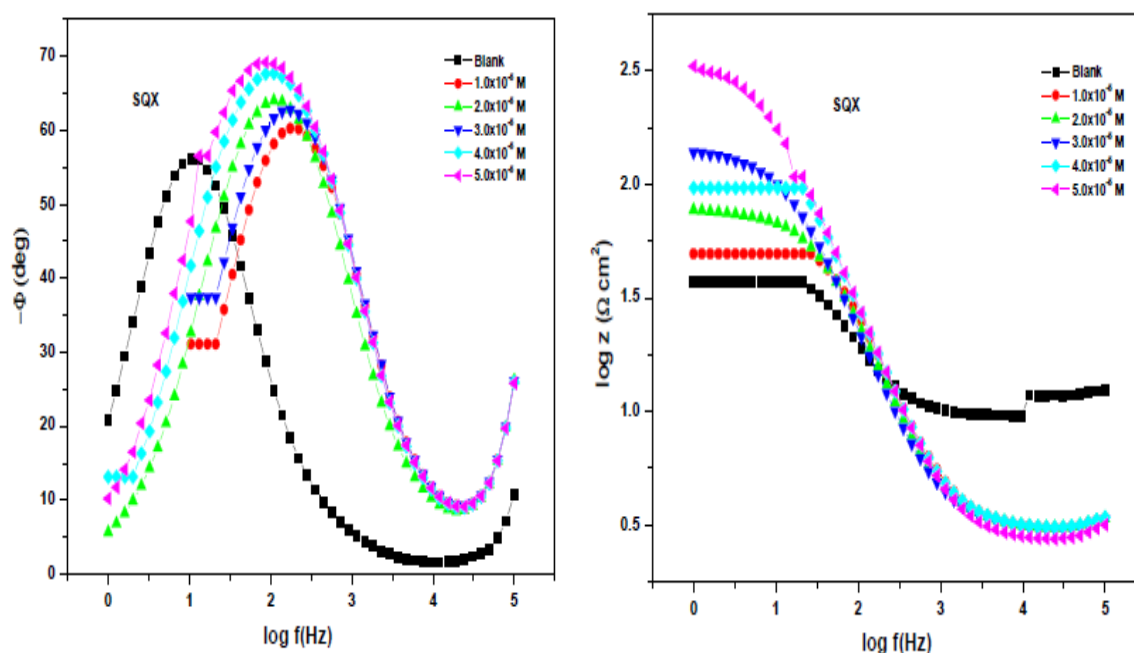 70
60
50
40
30
20
10
0
−Φ (deg)
SQX
Blank
1.0x10⁻⁶ M
2.0x10⁻⁶ M
3.0x10⁻⁶ M
4.0x10⁻⁶ M
5.0x10⁻⁶ M
0 1 2 3 4 5
log f(Hz)
2.5
2.0
1.5
1.0
0.5
log z (Ω cm²)
SQX
Blank
1.0x10⁻⁶ M
2.0x10⁻⁶ M
3.0x10⁻⁶ M
4.0x10⁻⁶ M
5.0x10⁻⁶ M
0 1 2 3 4 5
log f(Hz)